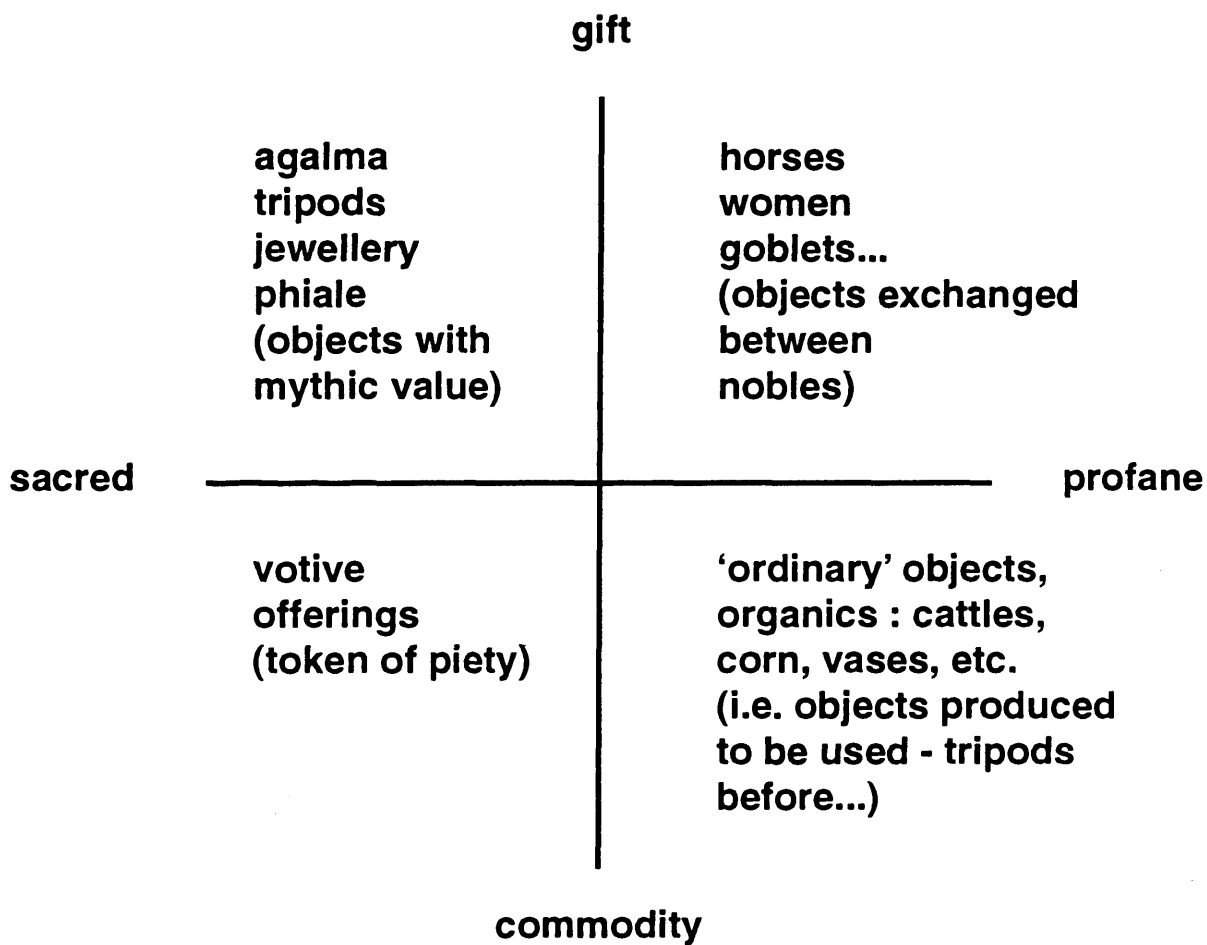 gift
agalma
tripods
jewellery
phiale
(objects with
mythic value)
horses
women
goblets...
(objects exchanged
between
nobles)
sacred
profane
votive
offerings
(token of piety)
‘ordinary’ objects,
organics : cattles,
corn, vases, etc.
(i.e. objects produced
to be used - tripods
before...)
commodity